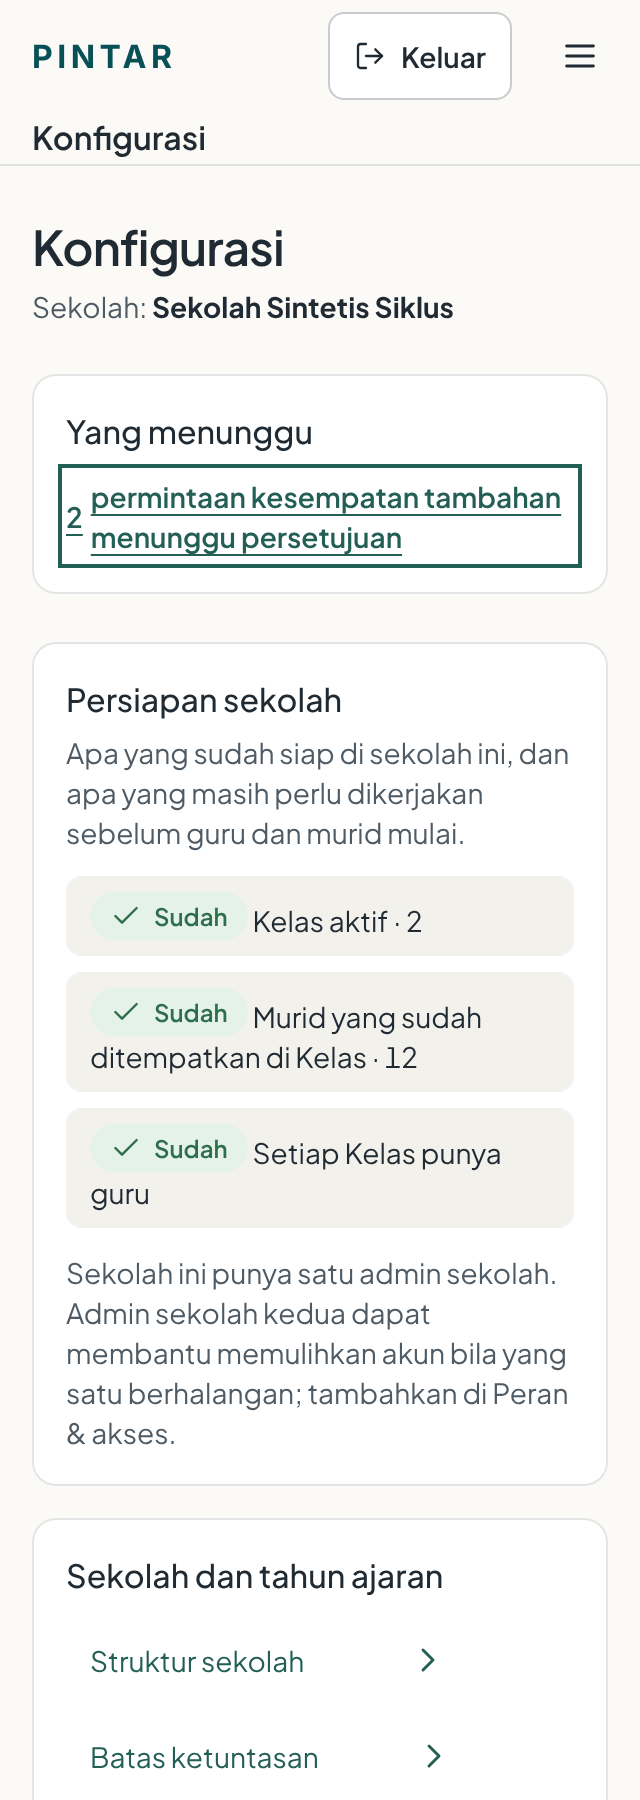 PINTAR
Keluar
Konfigurasi
Konfigurasi
Sekolah: Sekolah Sintetis Siklus
Yang menunggu
2 permintaan kesempatan tambahan
menunggu persetujuan
Persiapan sekolah
Apa yang sudah siap di sekolah ini, dan
apa yang masih perlu dikerjakan
sebelum guru dan murid mulai.
Sudah Kelas aktif · 2
Sudah Murid yang sudah
ditempatkan di Kelas · 12
Sudah Setiap Kelas punya
guru
Sekolah ini punya satu admin sekolah.
Admin sekolah kedua dapat
membantu memulihkan akun bila yang
satu berhalangan; tambahkan di Peran
& akses.
Sekolah dan tahun ajaran
Struktur sekolah
Batas ketuntasan